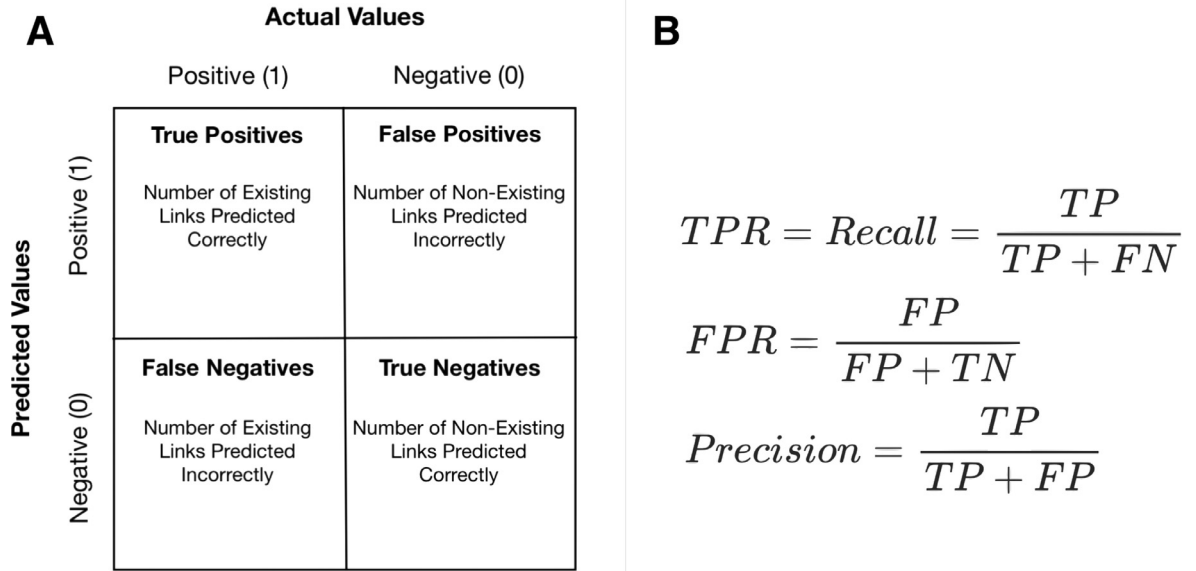 A
Actual Values
Positive (1)
Negative (0)
Predicted Values
Positive (1)
True Positives
Number of Existing
Links Predicted
Correctly
False Positives
Number of Non-Existing
Links Predicted
Incorrectly
Negative (0)
False Negatives
Number of Existing
Links Predicted
Incorrectly
True Negatives
Number of Non-Existing
Links Predicted
Correctly
B
TPR = Recall = TP / TP + FN
FPR = FP / FP + TN
Precision = TP / TP + FP